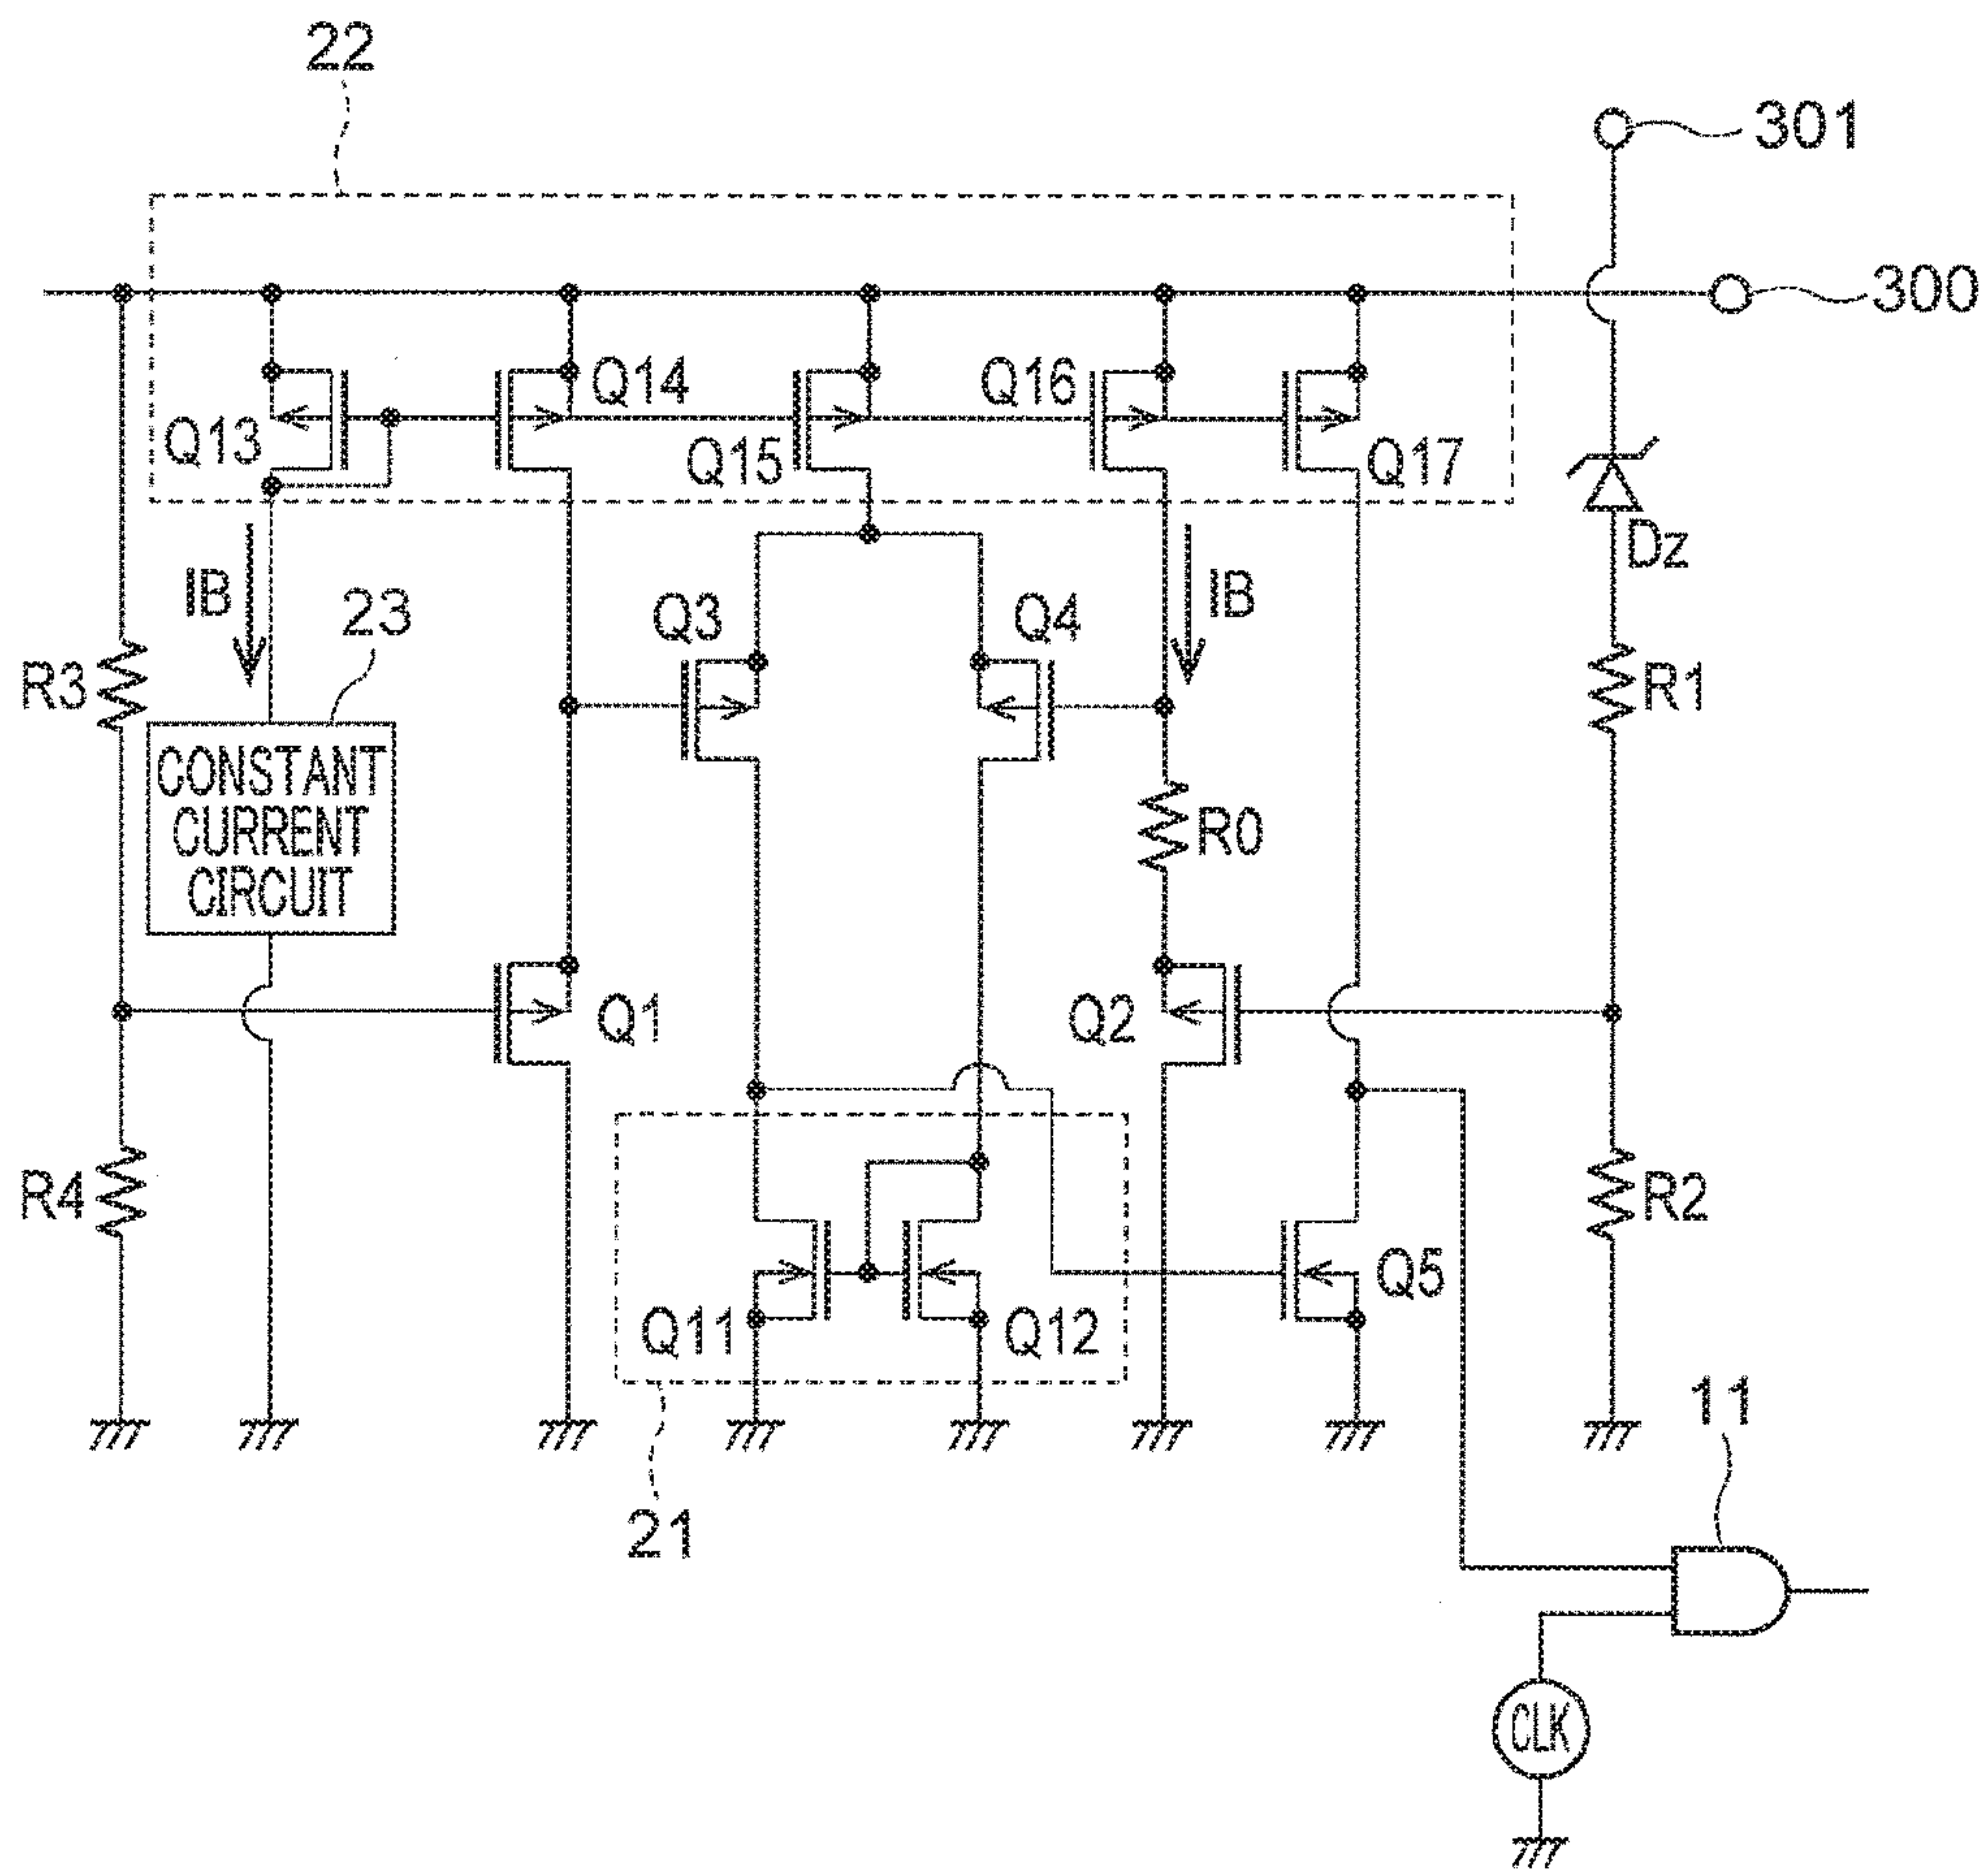 22
301
300
Q14
Q16
Q13
Q15
Q17
Dz
IB
23
Q3
Q4
IB
R3
R1
CONSTANT
CURRENT
CIRCUIT
R0
Q1
Q2
R4
R2
Q5
Q11
Q12
11
21
CLK